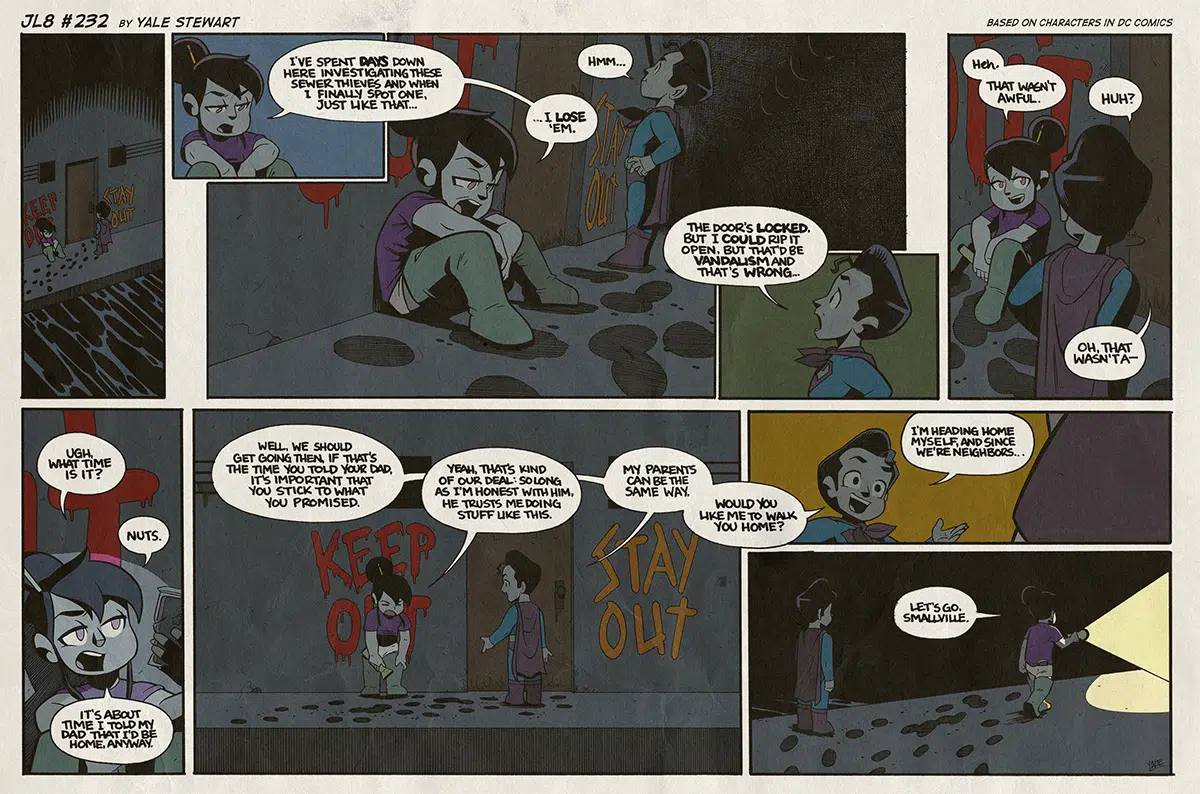 JL8 #232 BY YALE STEWART
BASED ON CHARACTERS IN DC COMICS
KEEP
OUT
STAY
OUT
I'VE SPENT DAYS DOWN
HERE INVESTIGATING THESE
SEWER THIEVES AND WHEN
I FINALLY SPOT ONE,
JUST LIKE THAT...
...I LOSE
'EM.
HMM...
STAY
OUT
THE DOOR'S LOCKED.
BUT I COULD RIP IT
OPEN. BUT THAT'D BE
VANDALISM AND
THAT'S WRONG...
Heh.
THAT WASN'T
AWFUL.
HUH?
OH, THAT
WASN'T A—
UGH,
WHAT TIME
IS IT?
NUTS.
IT'S ABOUT
TIME I TOLD MY
DAD THAT I'D BE
HOME, ANYWAY.
WELL, WE SHOULD
GET GOING THEN, IF THAT'S
THE TIME YOU TOLD YOUR DAD,
IT'S IMPORTANT THAT
YOU STICK TO WHAT
YOU PROMISED.
YEAH, THAT'S KIND
OF OUR DEAL: SO LONG
AS I'M HONEST WITH HIM,
HE TRUSTS ME DOING
STUFF LIKE THIS.
MY PARENTS
CAN BE THE
SAME WAY.
KEEP
OUT
STAY
OUT
I'M HEADING HOME
MYSELF, AND SINCE
WE'RE NEIGHBORS...
WOULD YOU
LIKE ME TO WALK
YOU HOME?
LET'S GO,
SMALLVILLE.
YALE